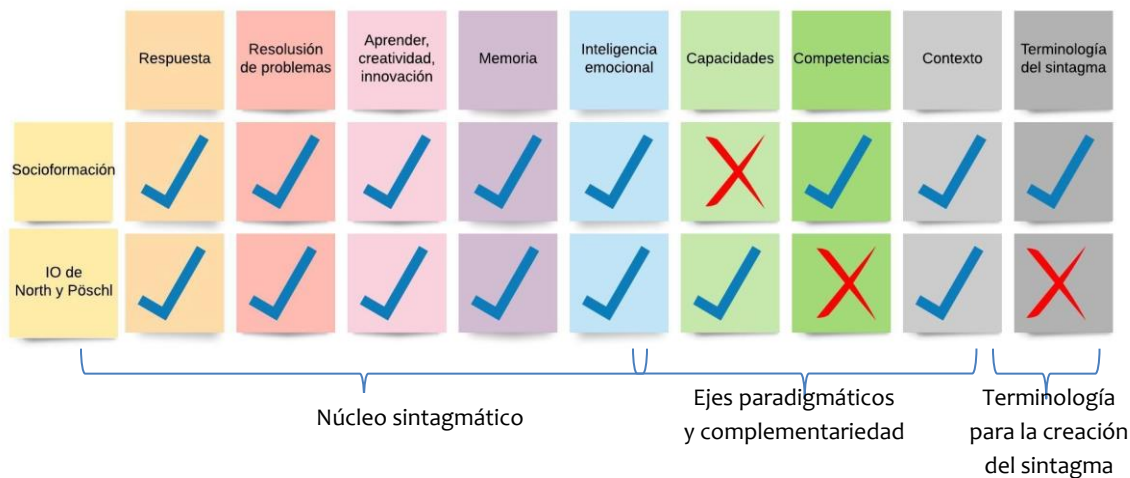 Respuesta
Resolusión
de problemas
Aprender,
creatividad,
innovación
Memoria
Inteligencia
emocional
Capacidades
Competencias
Contexto
Terminología
del sintagma
Socioformación
IO de
North y Pöschl
Núcleo sintagmático
Ejes paradigmáticos
y complementariedad
Terminología
para la creación
del sintagma